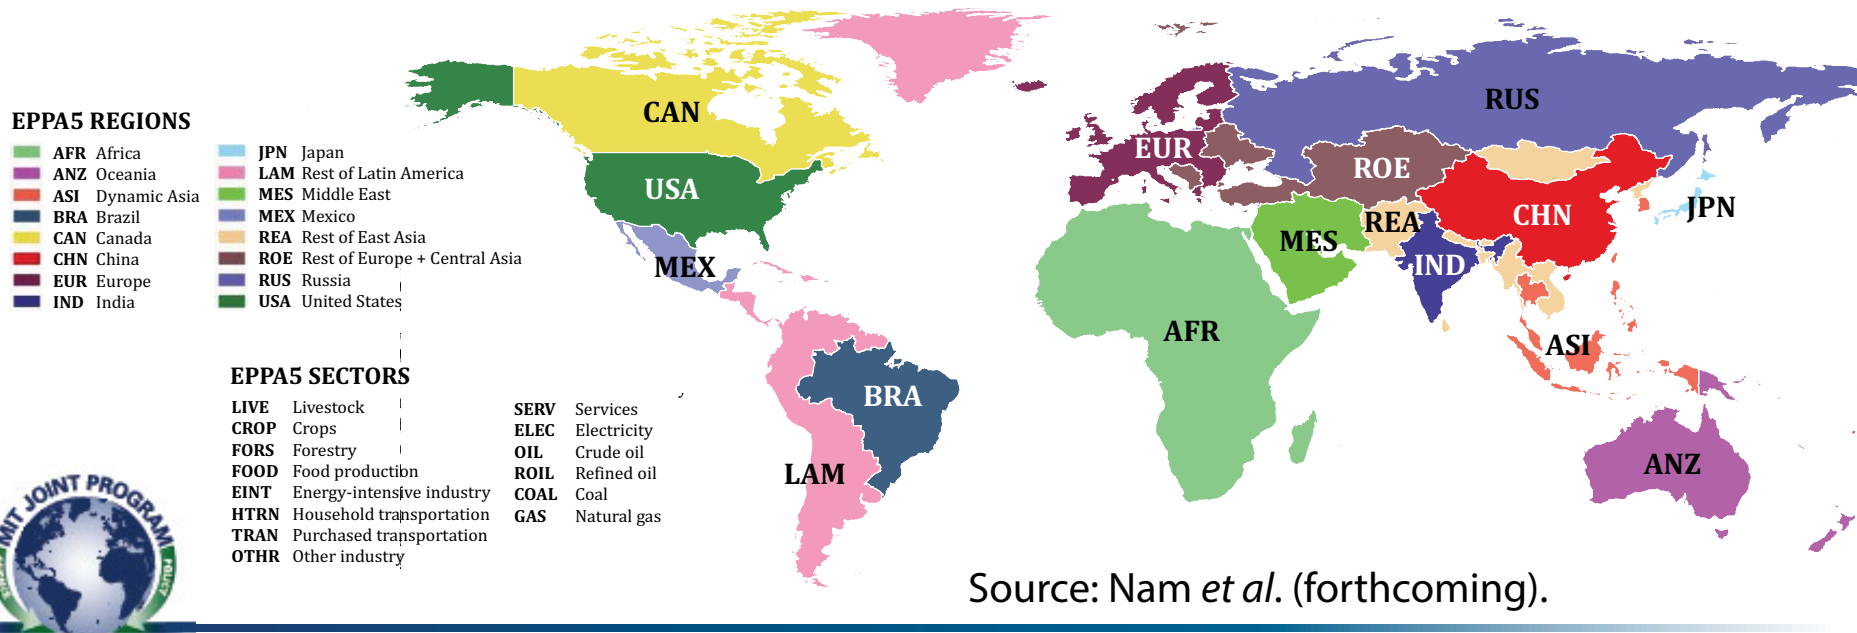 EPPA5 REGIONS
AFR Africa
ANZ Oceania
ASI Dynamic Asia
BRA Brazil
CAN Canada
CHN China
EUR Europe
IND India
JPN Japan
LAM Rest of Latin America
MES Middle East
MEX Mexico
REA Rest of East Asia
ROE Rest of Europe + Central Asia
RUS Russia
USA United States
CAN
USA
MEX
LAM
BRA
EUR
AFR
MES
RUS
ROE
REA
IND
CHN
JPN
ASI
ANZ
EPPA5 SECTORS
LIVE Livestock
CROP Crops
FORS Forestry
FOOD Food production
EINT Energy-intensive industry
HTRN Household transportation
TRAN Purchased transportation
OTHR Other industry
SERV Services
ELEC Electricity
OIL Crude oil
ROIL Refined oil
COAL Coal
GAS Natural gas
MIT JOINT PROGRAM
POLICY
Source: Nam et al. (forthcoming).